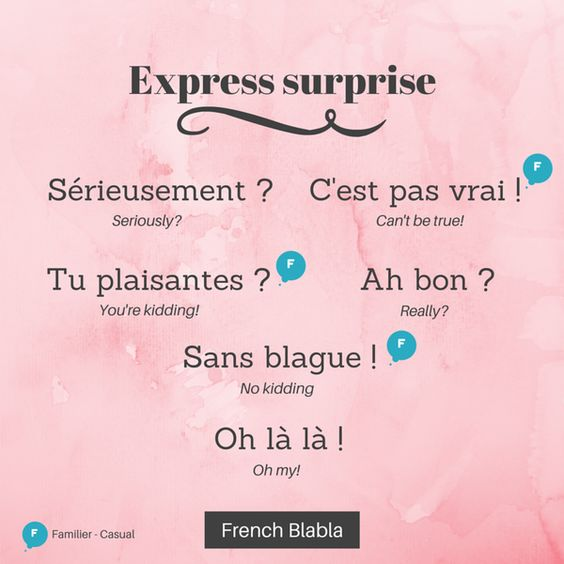 Express surprise
Sérieusement ? C'est pas vrai ! F
Seriously? Can't be true!
Tu plaisantes ? F Ah bon ?
You're kidding! Really?
Sans blague ! F
No kidding
Oh là là !
Oh my!
F Familier - Casual
French Blabla